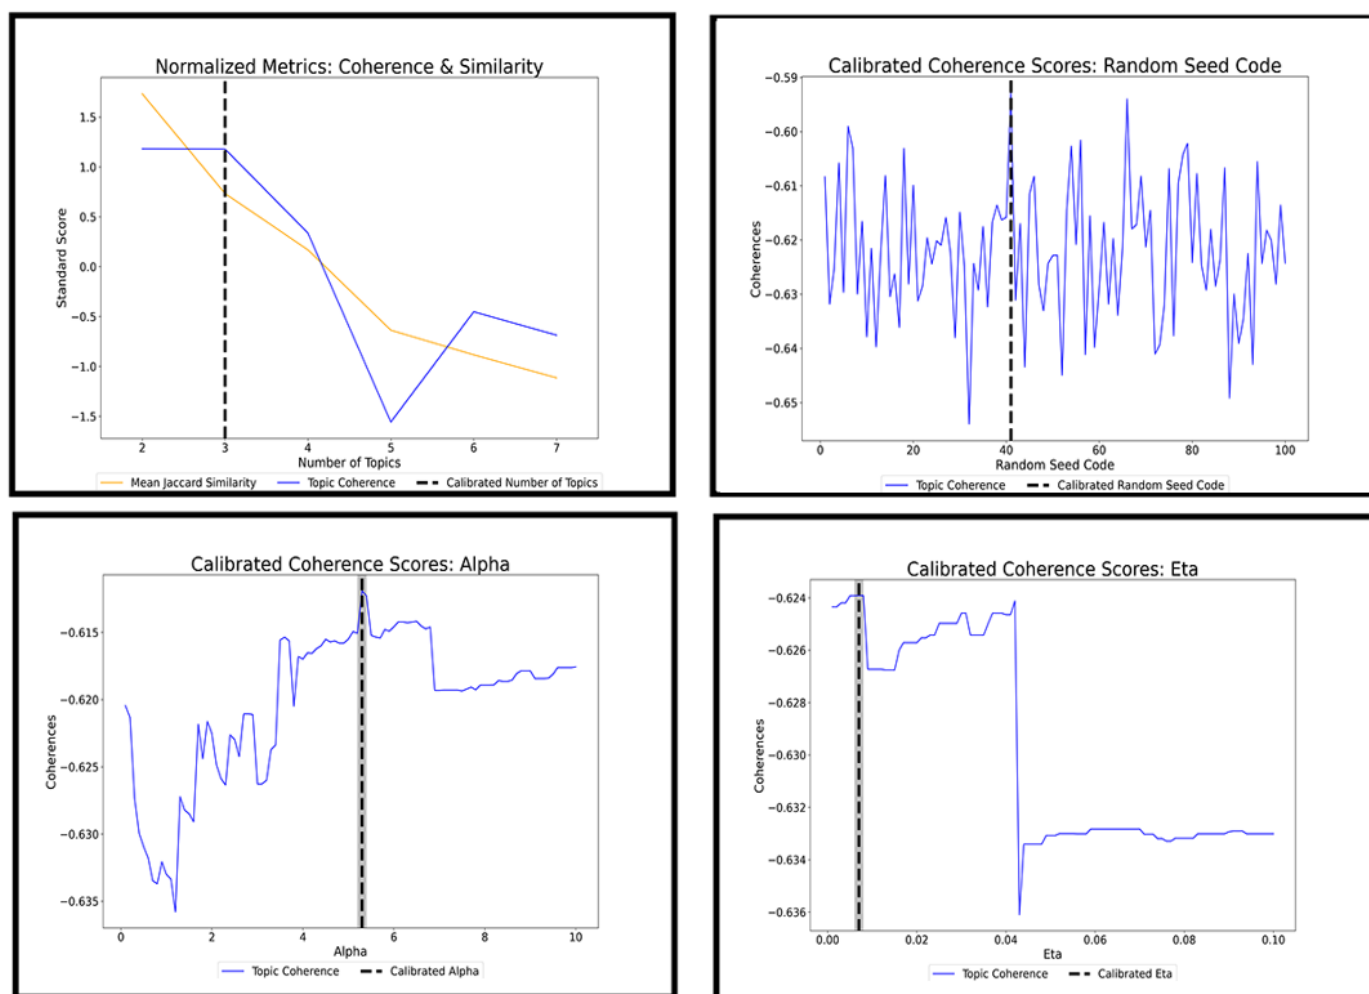 Normalized Metrics: Coherence & Similarity
1.5
1.0
0.5
0.0
−0.5
−1.0
−1.5
Standard Score
2 3 4 5 6 7
Number of Topics
Mean Jaccard Similarity Topic Coherence Calibrated Number of Topics
Calibrated Coherence Scores: Random Seed Code
−0.59
−0.60
−0.61
−0.62
−0.63
−0.64
−0.65
Coherences
0 20 40 60 80 100
Random Seed Code
Topic Coherence Calibrated Random Seed Code
Calibrated Coherence Scores: Alpha
−0.615
−0.620
−0.625
−0.630
−0.635
Coherences
0 2 4 6 8 10
Alpha
Topic Coherence Calibrated Alpha
Calibrated Coherence Scores: Eta
−0.624
−0.626
−0.628
−0.630
−0.632
−0.634
−0.636
Coherences
0.00 0.02 0.04 0.06 0.08 0.10
Eta
Topic Coherence Calibrated Eta